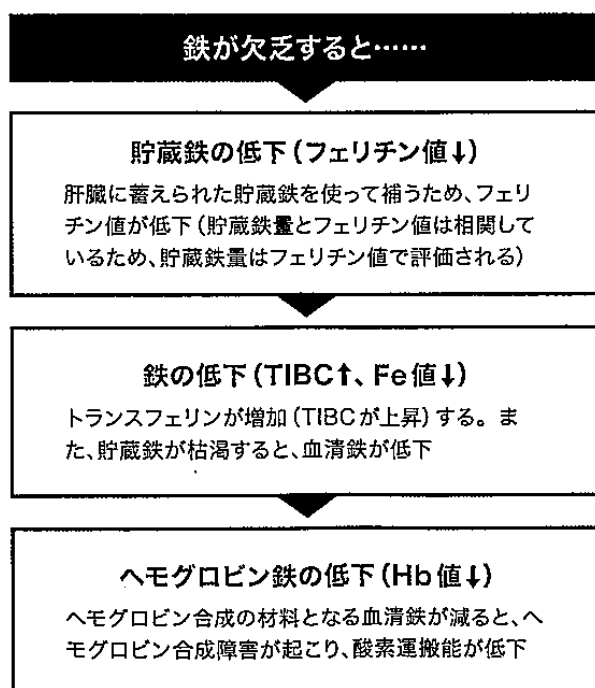 鉄が欠乏すると……
貯蔵鉄の低下（フェリチン値↓）
肝臓に蓄えられた貯蔵鉄を使って補うため、フェリ
チン値が低下（貯蔵鉄量とフェリチン値は相関して
いるため、貯蔵鉄量はフェリチン値で評価される）
鉄の低下（TIBC↑、Fe値↓）
トランスフェリンが増加（TIBCが上昇）する。ま
た、貯蔵鉄が枯渇すると、血清鉄が低下
ヘモグロビン鉄の低下（Hb値↓）
ヘモグロビン合成の材料となる血清鉄が減ると、ヘ
モグロビン合成障害が起こり、酸素運搬能が低下